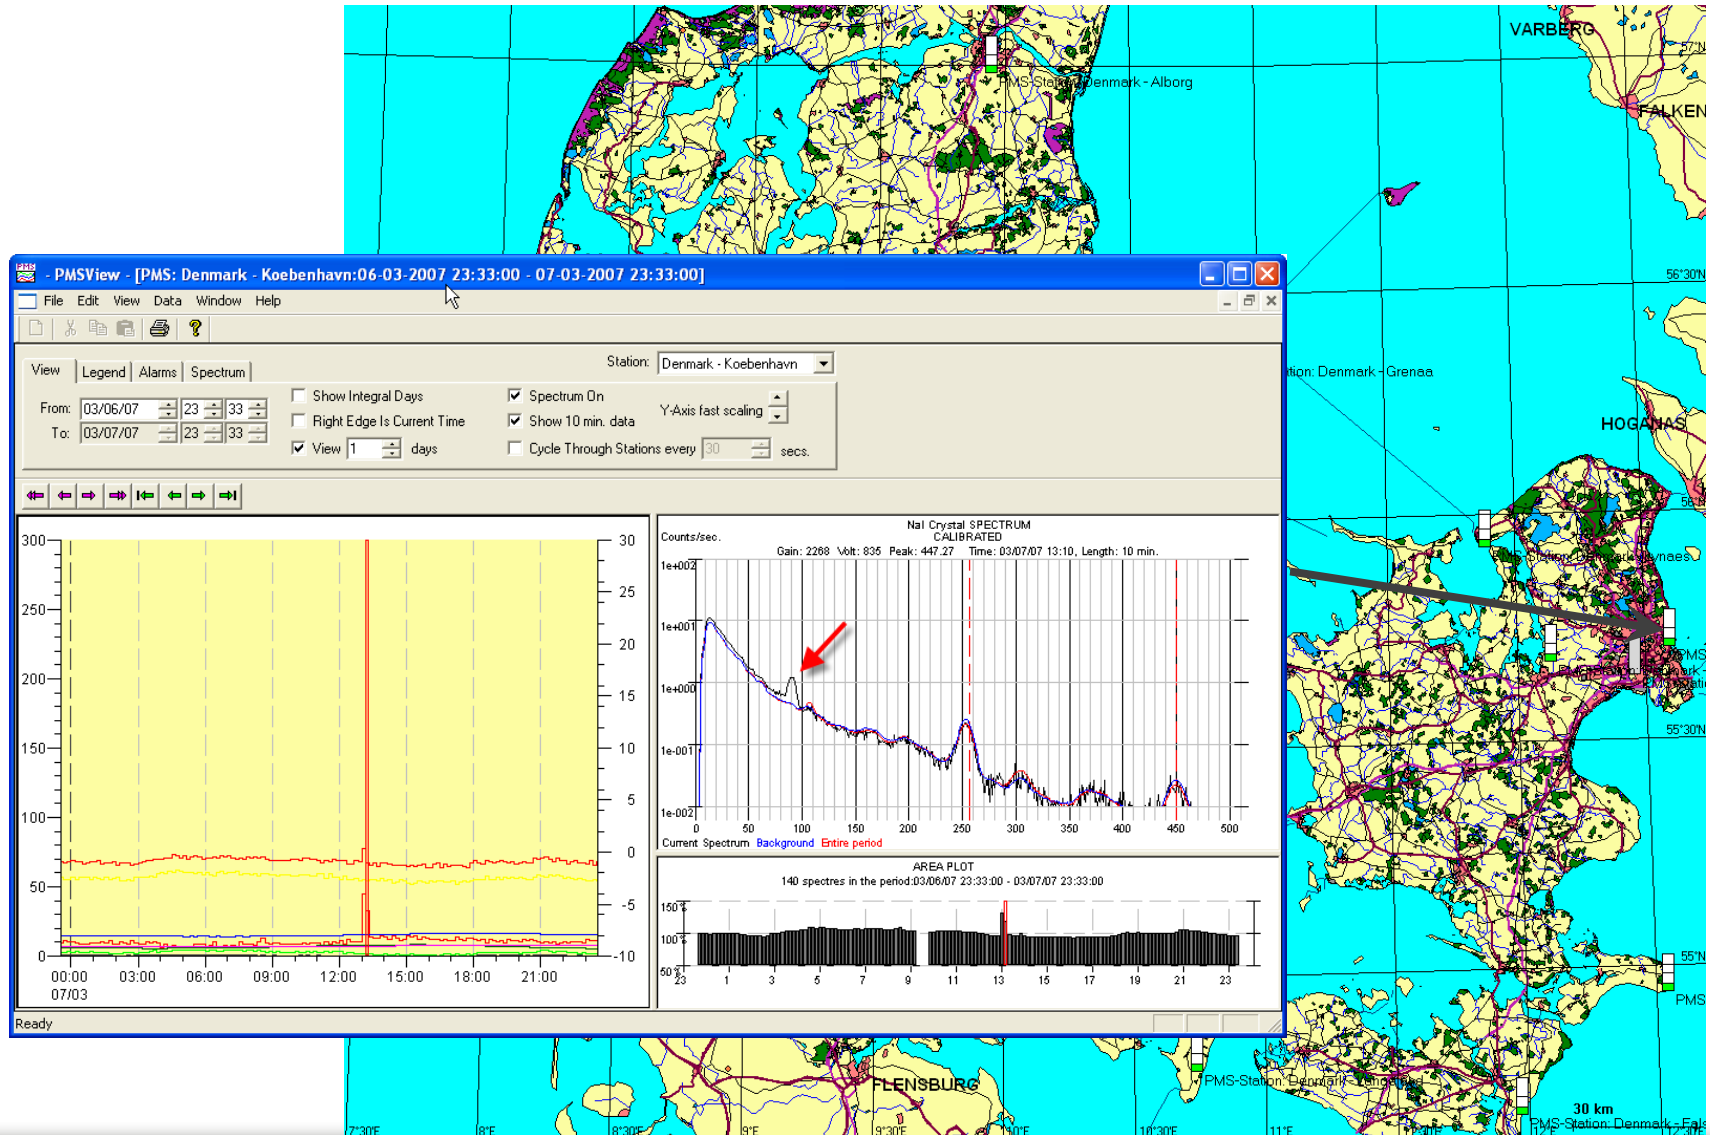 VARBERG
57°N
PMS-Station: Denmark - Alborg
FALKEN
PMS
- PMSView - [PMS: Denmark - Koebenhavn:06-03-2007 23:33:00 - 07-03-2007 23:33:00]
56°30'N
File Edit View Data Window Help
Station: Denmark - Koebenhavn
View Legend Alarms Spectrum
tion: Denmark - Grenaa
From: 03/06/07 23 33
To: 03/07/07 23 33
Show Integral Days
Right Edge Is Current Time
View 1 days
Spectrum On
Show 10 min. data
Cycle Through Stations every 30 secs.
Y-Axis fast scaling
HOGANAS
56°N
300
250
200
150
100
50
0
30
25
20
15
10
5
0
-5
-10
00:00 03:00 06:00 09:00 12:00 15:00 18:00 21:00
07/03
NaI Crystal SPECTRUM
Counts/sec. CALIBRATED
Gain: 2268 Volt: 835 Peak: 447.27 Time: 03/07/07 13:10, Length: 10 min.
1e+002
1e+001
1e+000
1e-001
1e-002
0 50 100 150 200 250 300 350 400 450 500
Current Spectrum Background Entire period
AREA PLOT
140 spectres in the period:03/06/07 23:33:00 - 03/07/07 23:33:00
150%
100%
50%
23 1 3 5 7 9 11 13 15 17 19 21 23
Ready
PMS
55°30'N
55°N
PMS
FLENSBURG
PMS-Station: Denmark -
30 km
PMS-Station: Denmark - Fals
7°30'E 8°E 8°30'E 9°E 9°30'E 10°E 10°30'E 11°E 12°30'E